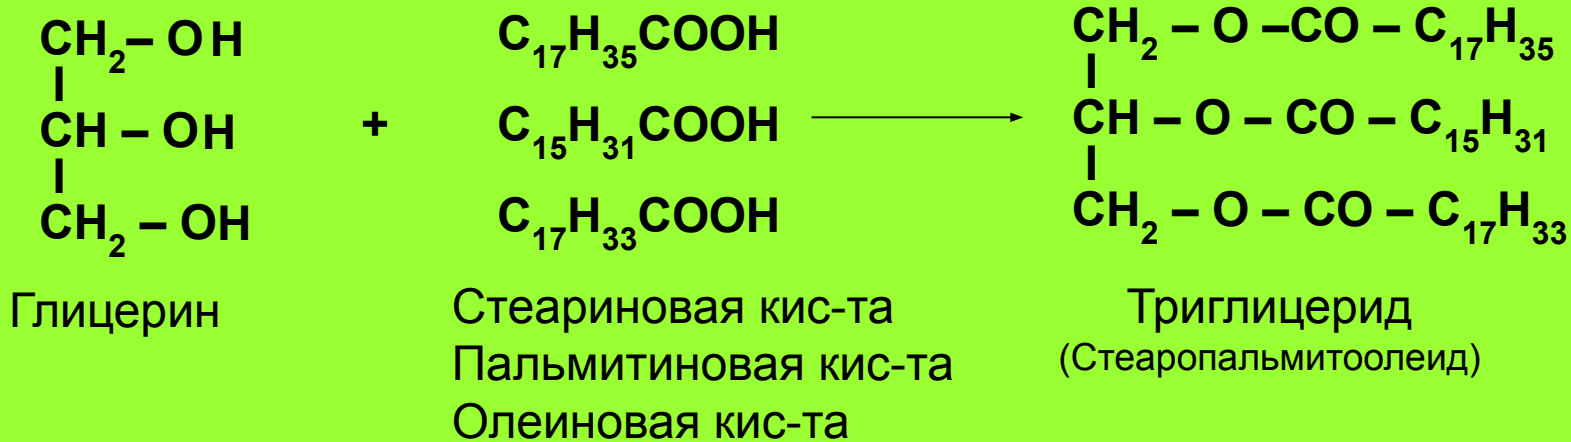 CH₂– OH C₁₇H₃₅COOH CH₂ – O –CO – C₁₇H₃₅
CH – OH + C₁₅H₃₁COOH CH – O – CO – C₁₅H₃₁
CH₂ – OH C₁₇H₃₃COOH CH₂ – O – CO – C₁₇H₃₃
Глицерин Стеариновая кис-та Триглицерид
Пальмитиновая кис-та (Стеаропальмитоолеид)
Олеиновая кис-та